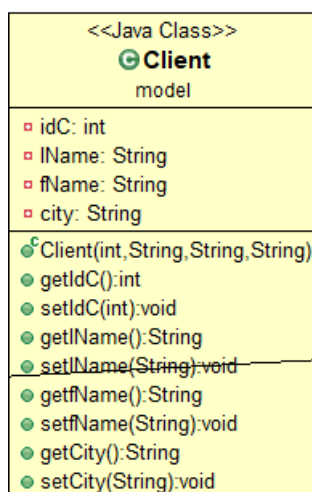 <<Java Class>>
Client
model
idC: int
lName: String
fName: String
city: String
Client(int,String,String,String)
getIdC():int
setIdC(int):void
getlName():String
setlName(String):void
getfName():String
setfName(String):void
getCity():String
setCity(String):void